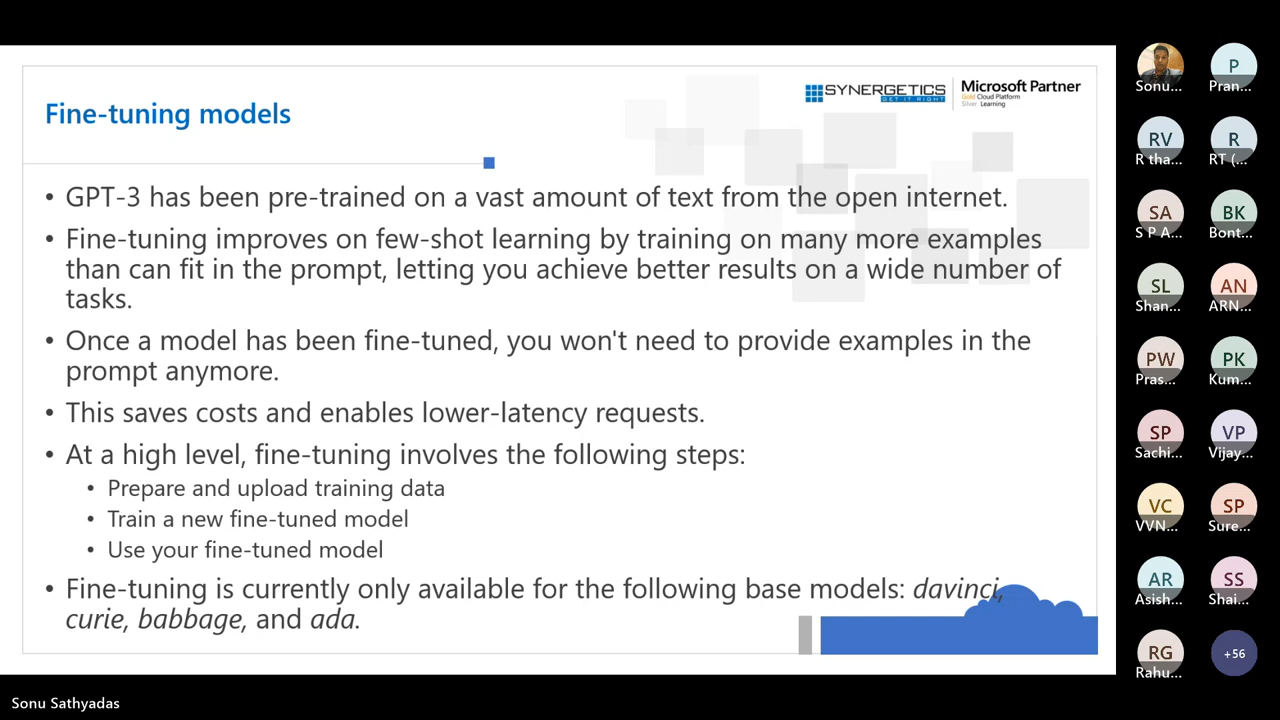 Fine-tuning models
SYNERGETICS
GET IT RIGHT
Microsoft Partner
Gold Cloud Platform
Silver Learning
• GPT-3 has been pre-trained on a vast amount of text from the open internet.
• Fine-tuning improves on few-shot learning by training on many more examples
than can fit in the prompt, letting you achieve better results on a wide number of
tasks.
• Once a model has been fine-tuned, you won't need to provide examples in the
prompt anymore.
• This saves costs and enables lower-latency requests.
• At a high level, fine-tuning involves the following steps:
• Prepare and upload training data
• Train a new fine-tuned model
• Use your fine-tuned model
• Fine-tuning is currently only available for the following base models: davinci,
curie, babbage, and ada.
Sonu...
P
Pran...
RV
R tha...
R
RT (...
SA
S P A...
BK
Bont...
SL
Shan...
AN
ARN...
PW
Pras...
PK
Kum...
SP
Sachi...
VP
Vijay...
VC
VVN...
SP
Sure...
AR
Asish...
SS
Shai...
RG
Rahu...
+56
Sonu Sathyadas